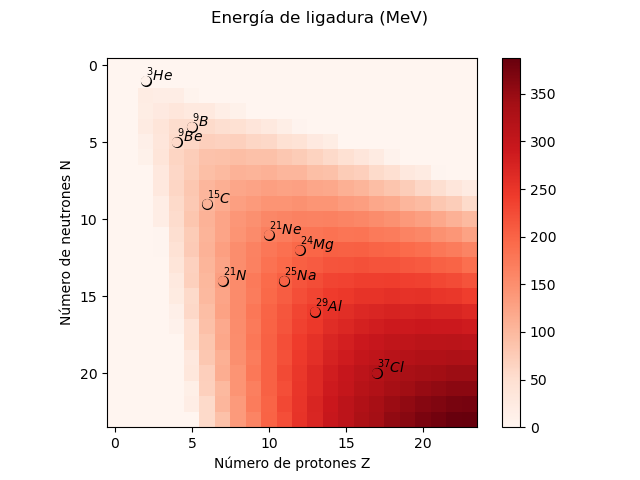 Energía de ligadura (MeV)
³He
⁹B
⁹Be
¹⁵C
²¹Ne
²⁴Mg
²¹N
²⁵Na
²⁹Al
³⁷Cl
0
5
10
15
20
Número de neutrones N
0 5 10 15 20
Número de protones Z
350
300
250
200
150
100
50
0